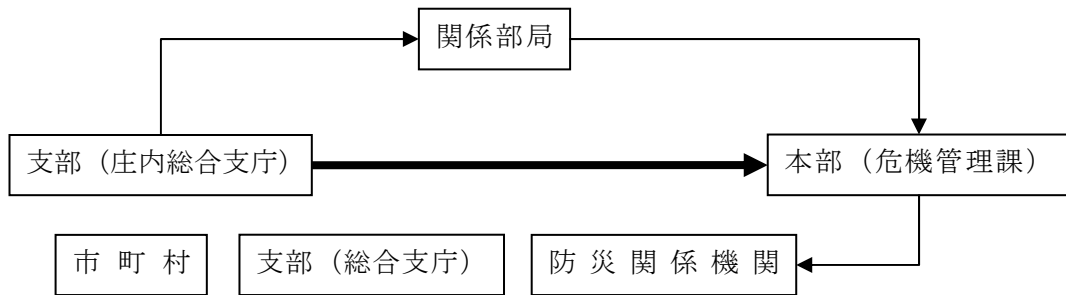 関係部局
支部（庄内総合支庁）
本部（危機管理課）
市町村
支部（総合支庁）
防災関係機関